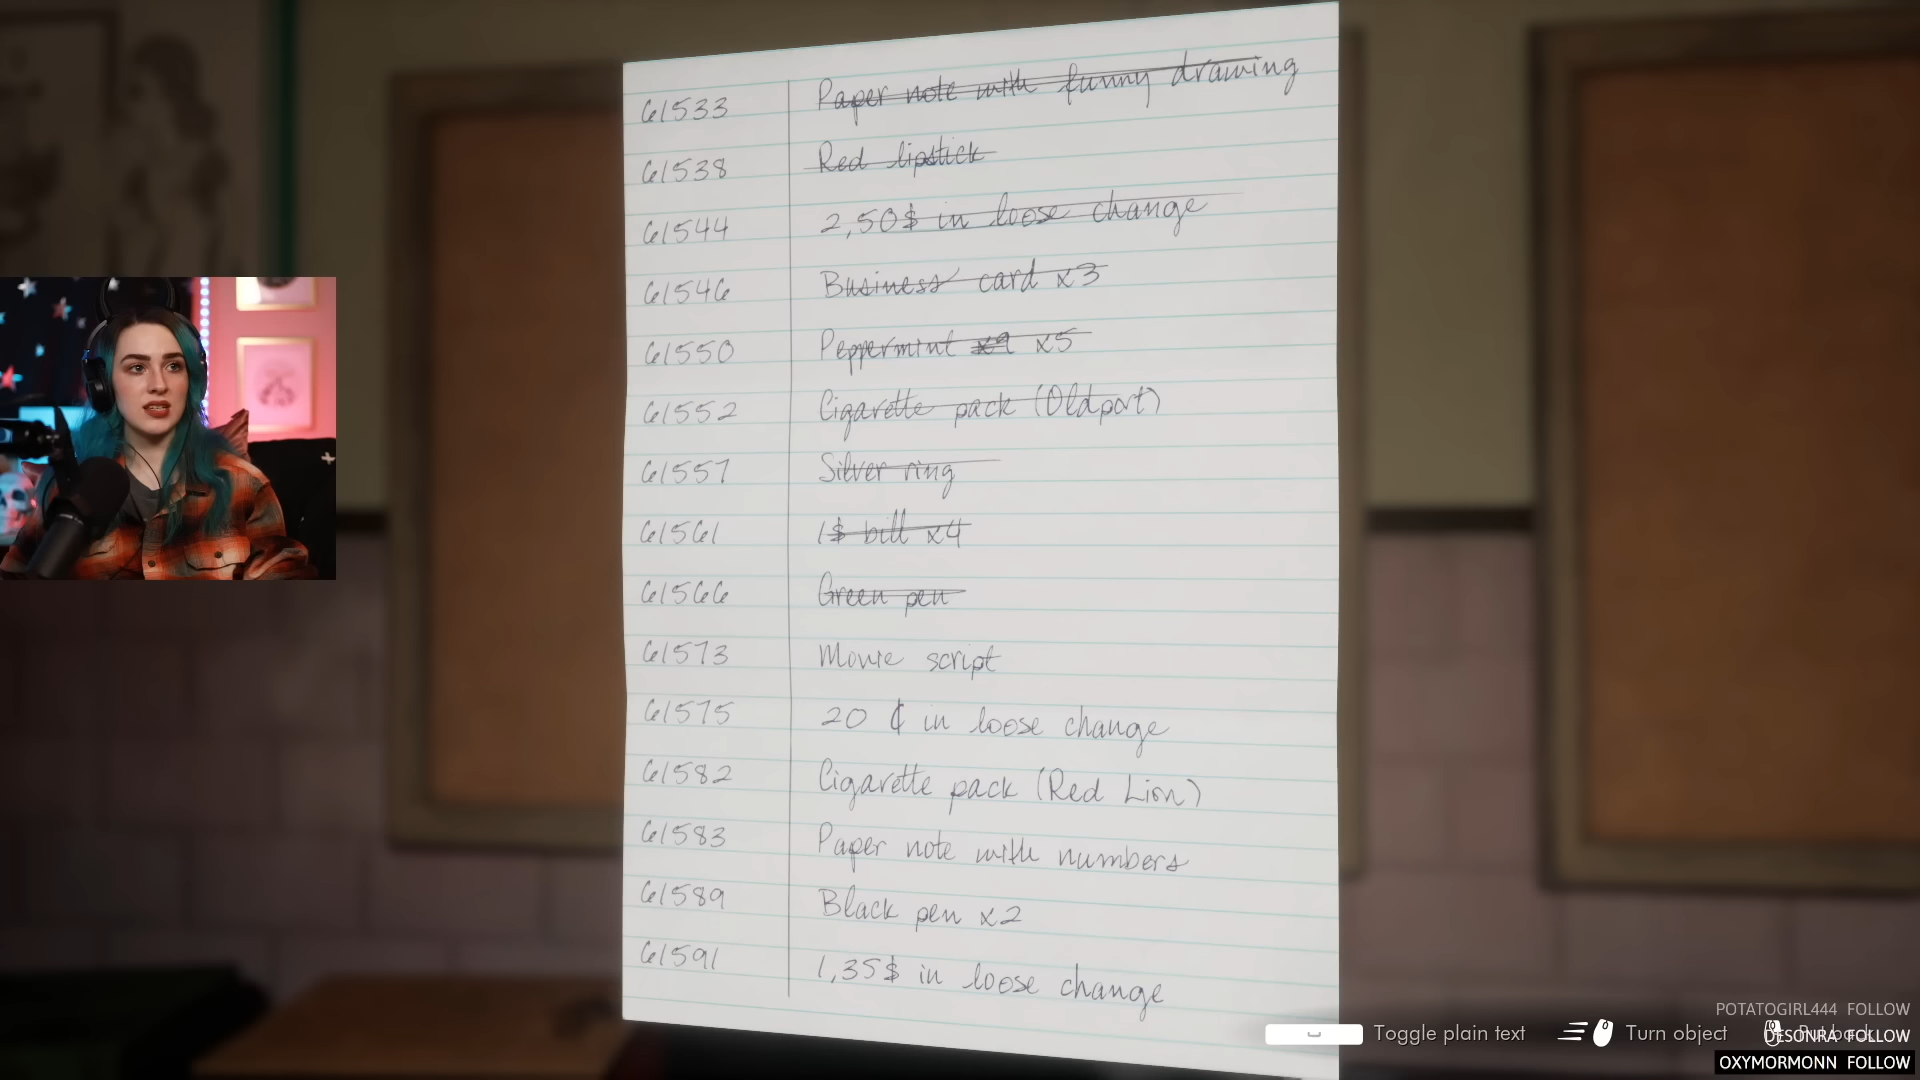 61533 Paper note with funny drawing
61538 Red lipstick
61544 2,50$ in loose change
61546 Business card x3
61550 Peppermint x5
61552 Cigarette pack (Oldport)
61557 Silver ring
61561 1$ bill x4
61566 Green pen
61573 Movie script
61575 20 ¢ in loose change
61582 Cigarette pack (Red Lion)
61583 Paper note with numbers
61589 Black pen x2
61591 1,35$ in loose change
POTATOGIRL444 FOLLOW
Toggle plain text Turn object
DESONRA FOLLOW
OXYMORMONN FOLLOW